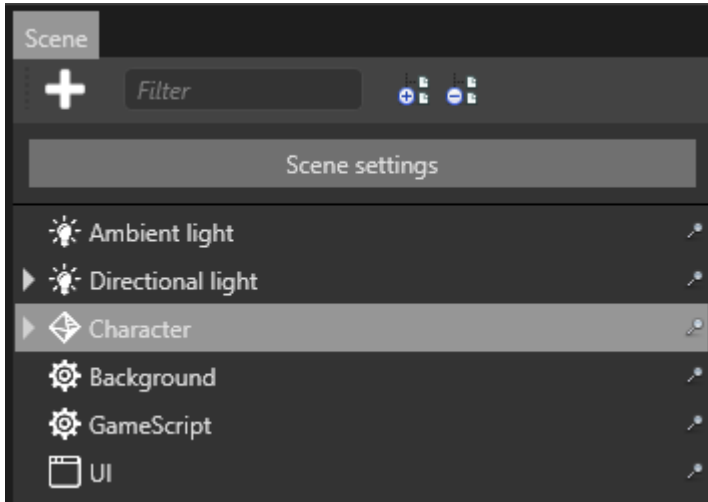 Scene
Filter
Scene settings
Ambient light
Directional light
Character
Background
GameScript
UI